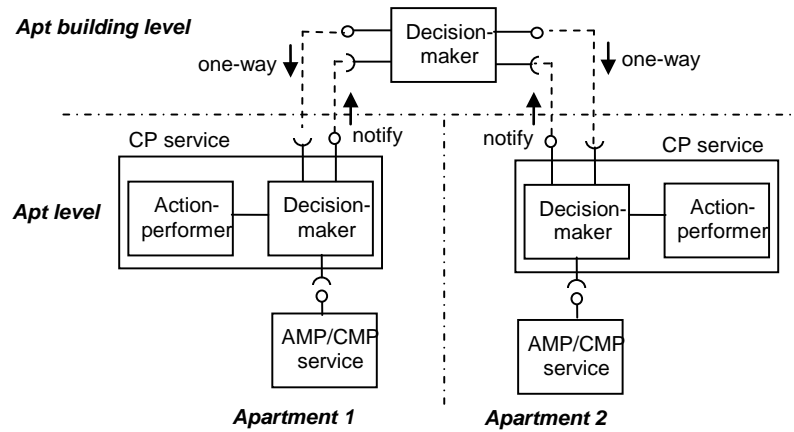 Apt building level
Decision-
maker
one-way
one-way
notify
notify
CP service
CP service
Apt level
Action-
performer
Decision-
maker
Decision-
maker
Action-
performer
AMP/CMP
service
AMP/CMP
service
Apartment 1
Apartment 2